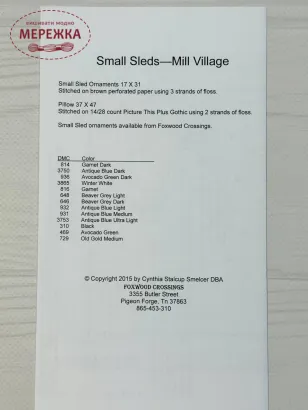 ВИШИВАТИ МОДНО
МЕРЕЖКА
Small Sleds—Mill Village
Small Sled Ornaments 17 X 31
Stitched on brown perforated paper using 3 strands of floss.
Pillow 37 X 47
Stitched on 14/28 count Picture This Plus Gothic using 2 strands of floss.
Small Sled ornaments available from Foxwood Crossings.
DMC Color
814 Garnet Dark
3750 Antique Blue Dark
936 Avocado Green Dark
3865 Winter White
816 Garnet
648 Beaver Grey Light
646 Beaver Grey Dark
932 Antique Blue Light
931 Antique Blue Medium
3753 Antique Blue Ultra Light
310 Black
469 Avocado Green
729 Old Gold Medium
© Copyright 2015 by Cynthia Stalcup Smelcer DBA
FOXWOOD CROSSINGS
3355 Butler Street
Pigeon Forge, Tn 37863
865-453-310